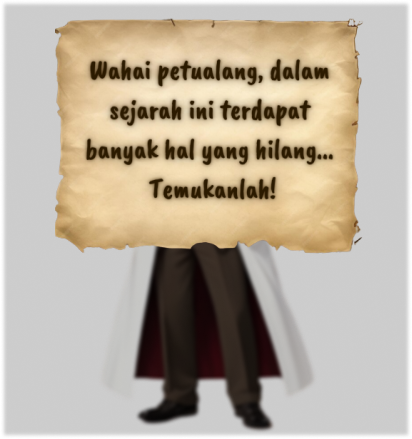 Wahai petualang, dalam
sejarah ini terdapat
banyak hal yang hilang...
Temukanlah!